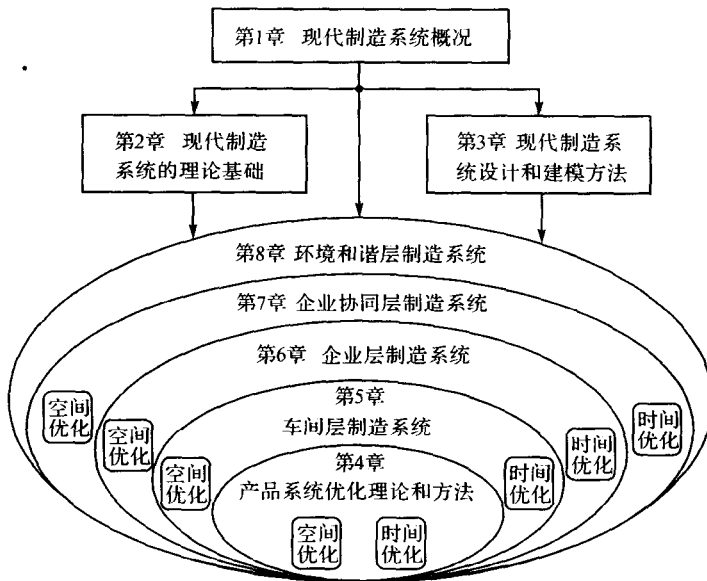 第1章 现代制造系统概况
第2章 现代制造
系统的理论基础
第3章 现代制造系
统设计和建模方法
第8章 环境和谐层制造系统
第7章 企业协同层制造系统
第6章 企业层制造系统
第5章
车间层制造系统
第4章
产品系统优化理论和方法
空间
优化
空间
优化
空间
优化
空间
优化
时间
优化
时间
优化
时间
优化
时间
优化